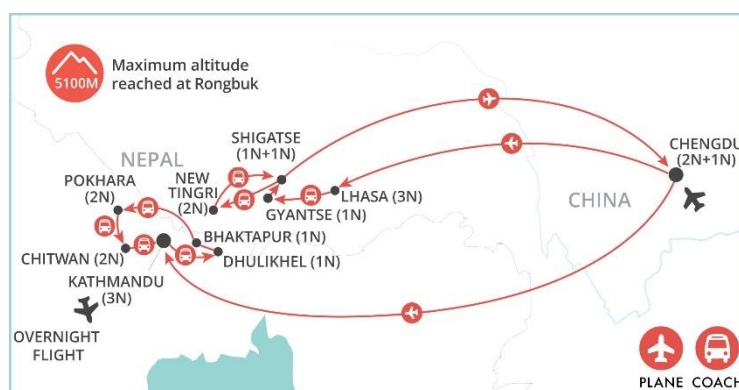 5100M
Maximum altitude
reached at Rongbuk
SHIGATSE
(1N+1N)
CHENGDU
(2N+1N)
NEPAL
NEW
TINGRI
(2N)
POKHARA
(2N)
LHASA (3N)
CHINA
GYANTSE (1N)
BHAKTAPUR (1N)
CHITWAN (2N)
DHULIKHEL (1N)
KATHMANDU
(3N)
OVERNIGHT
FLIGHT
PLANE
COACH